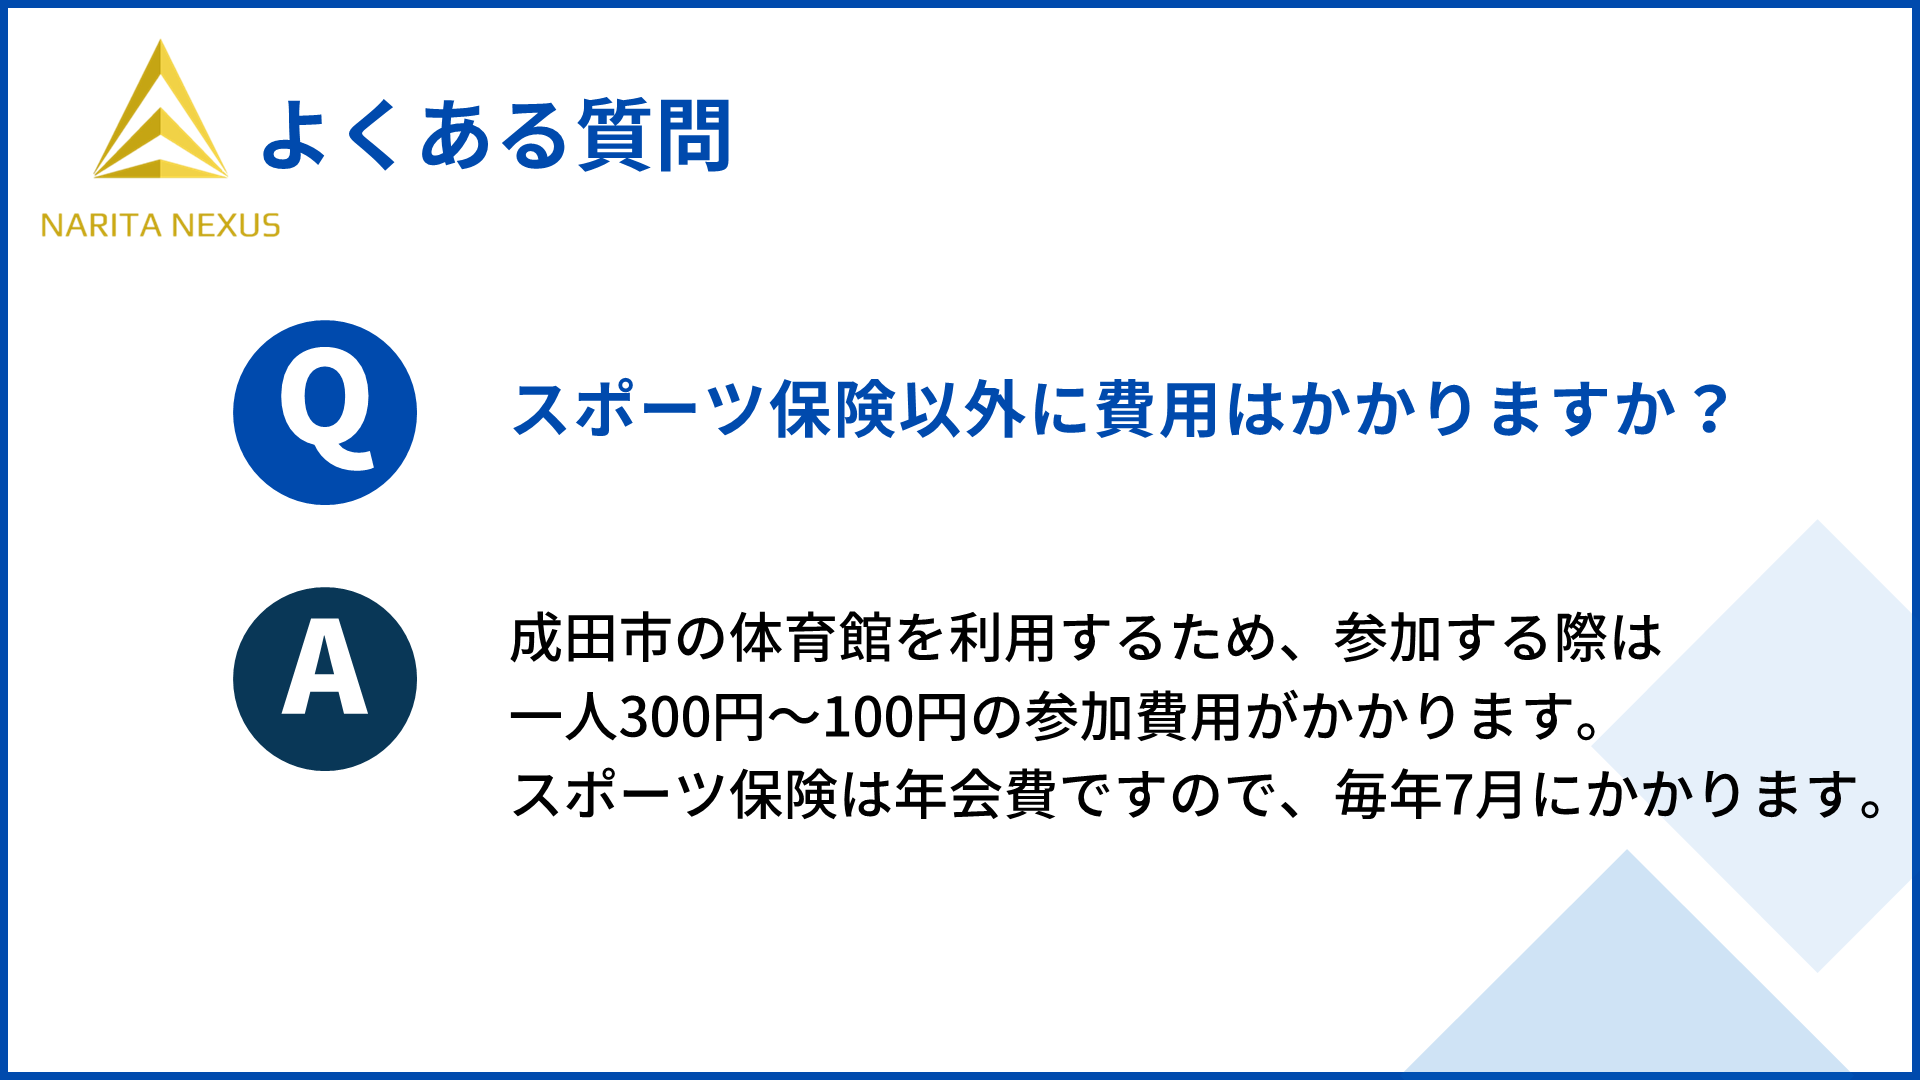 よくある質問
NARITA NEXUS
Q
スポーツ保険以外に費用はかかりますか？
A
成田市の体育館を利用するため、参加する際は
一人300円～100円の参加費用がかかります。
スポーツ保険は年会費ですので、毎年7月にかかります。